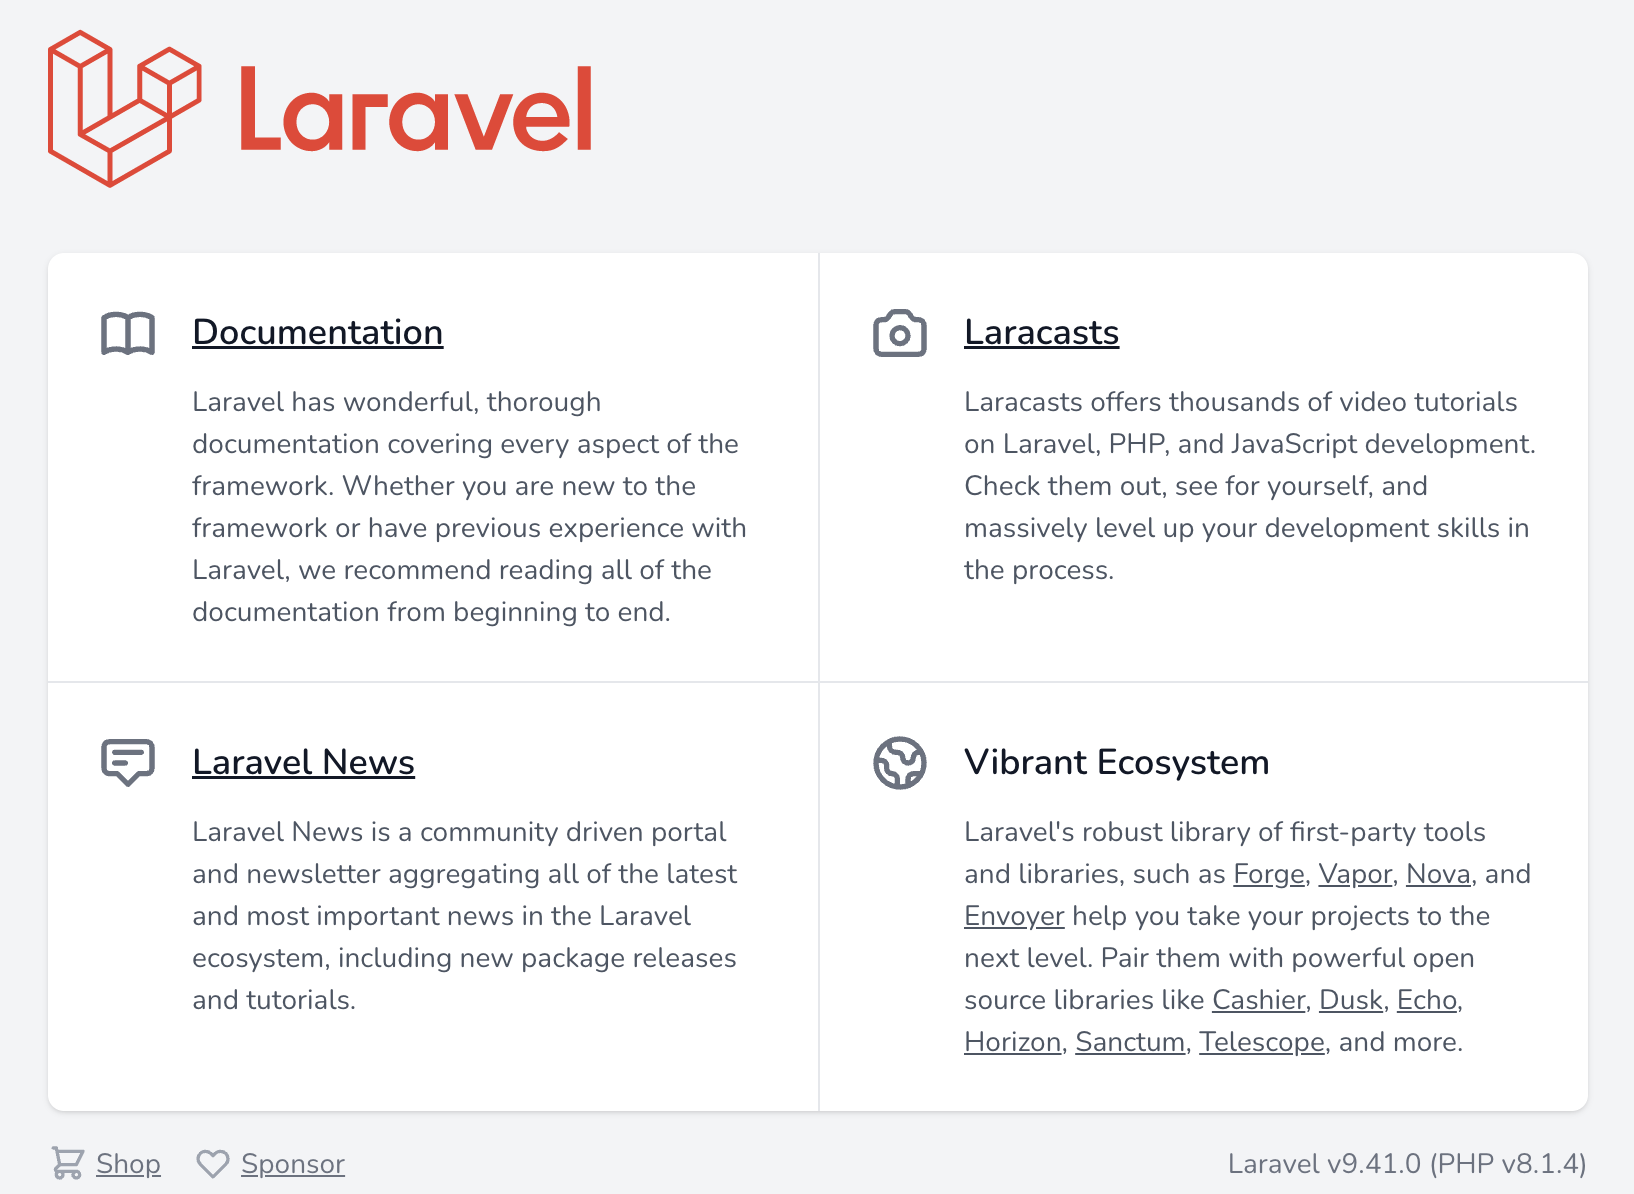 Laravel
Documentation
Laravel has wonderful, thorough
documentation covering every aspect of the
framework. Whether you are new to the
framework or have previous experience with
Laravel, we recommend reading all of the
documentation from beginning to end.
Laracasts
Laracasts offers thousands of video tutorials
on Laravel, PHP, and JavaScript development.
Check them out, see for yourself, and
massively level up your development skills in
the process.
Laravel News
Laravel News is a community driven portal
and newsletter aggregating all of the latest
and most important news in the Laravel
ecosystem, including new package releases
and tutorials.
Vibrant Ecosystem
Laravel's robust library of first-party tools
and libraries, such as Forge, Vapor, Nova, and
Envoyer help you take your projects to the
next level. Pair them with powerful open
source libraries like Cashier, Dusk, Echo,
Horizon, Sanctum, Telescope, and more.
Shop
Sponsor
Laravel v9.41.0 (PHP v8.1.4)